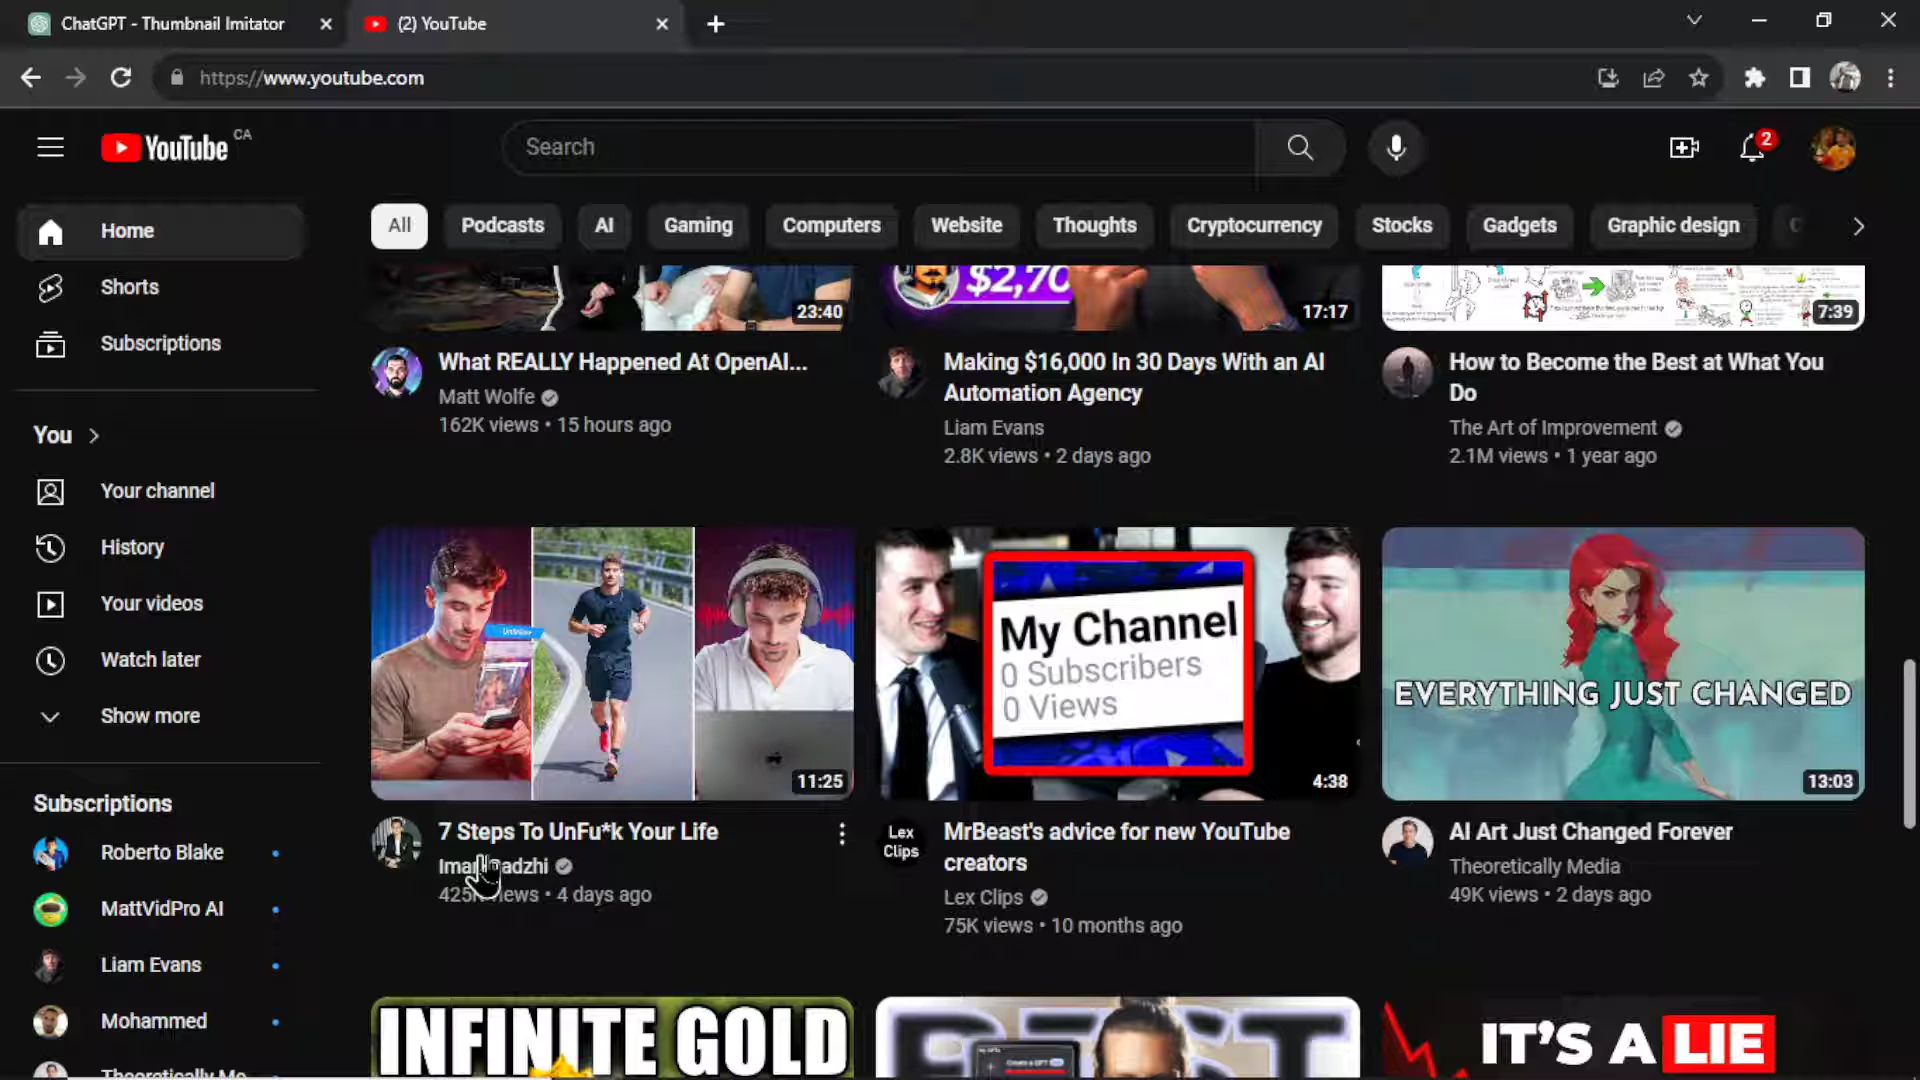 ChatGPT - Thumbnail Imitator
(2) YouTube
https://www.youtube.com
YouTube CA
Search
2
Home
Shorts
Subscriptions
You
Your channel
History
Your videos
Watch later
Show more
Subscriptions
Roberto Blake
MattVidPro AI
Liam Evans
Mohammed
Theoretically Me
All
Podcasts
AI
Gaming
Computers
Website
Thoughts
Cryptocurrency
Stocks
Gadgets
Graphic design
23:40
What REALLY Happened At OpenAI...
Matt Wolfe
162K views • 15 hours ago
$2,70
17:17
Making $16,000 In 30 Days With an AI
Automation Agency
Liam Evans
2.8K views • 2 days ago
7:39
How to Become the Best at What You
Do
The Art of Improvement
2.1M views • 1 year ago
11:25
7 Steps To UnFu*k Your Life
425K views • 4 days ago
My Channel
0 Subscribers
0 Views
4:38
Lex
Clips
MrBeast's advice for new YouTube
creators
Lex Clips
75K views • 10 months ago
EVERYTHING JUST CHANGED
13:03
AI Art Just Changed Forever
Theoretically Media
49K views • 2 days ago
INFINITE GOLD
IT'S A LIE